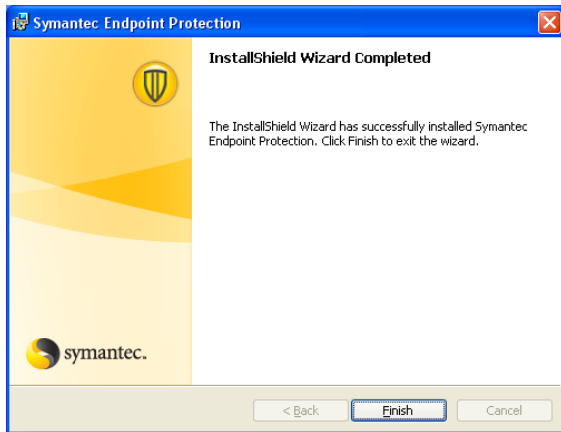 Symantec Endpoint Protection
InstallShield Wizard Completed
The InstallShield Wizard has successfully installed Symantec
Endpoint Protection. Click Finish to exit the wizard.
symantec.
< Back
Finish
Cancel